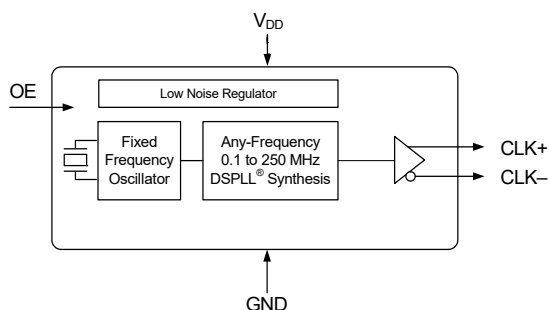 V_DD
OE
Low Noise Regulator
Fixed
Frequency
Oscillator
Any-Frequency
0.1 to 250 MHz
DSPLL® Synthesis
CLK+
CLK–
GND